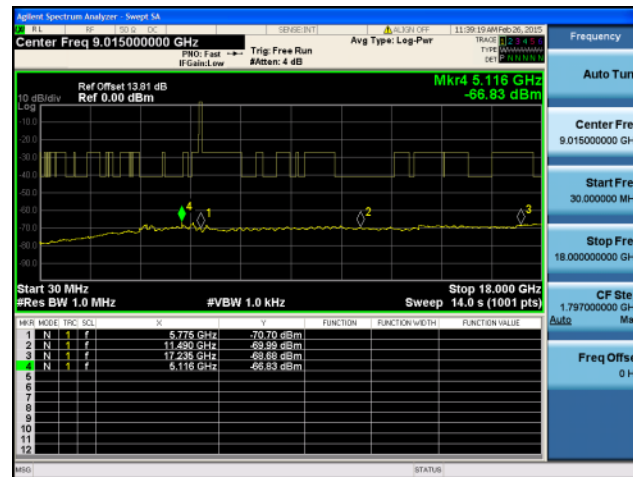 Agilent Spectrum Analyzer - Swept SA
RL RF 50 Ω DC SENSE:INT ALIGN OFF 11:39:19 AM Feb 26, 2015
Center Freq 9.015000000 GHz
PNO: Fast
IFGain:Low
Trig: Free Run
#Atten: 4 dB
Avg Type: Log-Pwr
TRACE 1 2 3 4 5 6
TYPE
DET P N N N N N
Ref Offset 13.81 dB
Ref 0.00 dBm
10 dB/div
Log
Mkr4 5.116 GHz
-66.83 dBm
-10.0
-20.0
-30.0
-40.0
-50.0
-60.0
-70.0
-80.0
-90.0
4
1
2
3
Start 30 MHz
Stop 18.000 GHz
#Res BW 1.0 MHz
#VBW 1.0 kHz
Sweep 14.0 s (1001 pts)
MKR MODE TRC SCL X Y FUNCTION FUNCTION WIDTH FUNCTION VALUE
1 N 1 f 5.775 GHz -70.70 dBm
2 N 1 f 11.490 GHz -69.99 dBm
3 N 1 f 17.235 GHz -68.68 dBm
4 N 1 f 5.116 GHz -66.83 dBm
5
6
7
8
9
10
11
12
MSG
STATUS
Frequency
Auto Tun
Center Fre
9.015000000 GH
Start Fre
30.000000 MH
Stop Fre
18.000000000 GH
CF Ste
1.797000000 GH
Auto Ma
Freq Offse
0 H